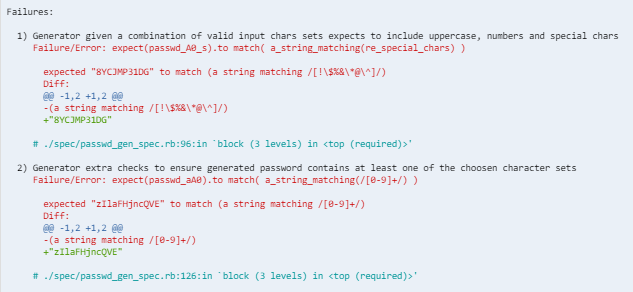 Failures:
1) Generator given a combination of valid input chars sets expects to include uppercase, numbers and special chars
Failure/Error: expect(passwd_A0_s).to match( a_string_matching(re_special_chars) )
expected "8YCJMP31DG" to match (a string matching /[!\$%&\*@\^]/)
Diff:
@@ -1,2 +1,2 @@
-(a string matching /[!\$%&\*@\^]/)
+"8YCJMP31DG"
# ./spec/passwd_gen_spec.rb:96:in `block (3 levels) in <top (required)>'
2) Generator extra checks to ensure generated password contains at least one of the choosen character sets
Failure/Error: expect(passwd_aA0).to match( a_string_matching(/[0-9]+/) )
expected "zIlaFHjncQVE" to match (a string matching /[0-9]+/)
Diff:
@@ -1,2 +1,2 @@
-(a string matching /[0-9]+/)
+"zIlaFHjncQVE"
# ./spec/passwd_gen_spec.rb:126:in `block (3 levels) in <top (required)>'